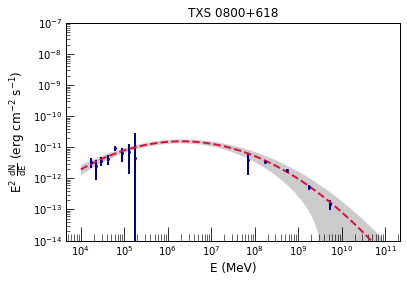 TXS 0800+618
E² dN/dE (erg cm⁻² s⁻¹)
10⁻⁷
10⁻⁸
10⁻⁹
10⁻¹⁰
10⁻¹¹
10⁻¹²
10⁻¹³
10⁻¹⁴
10⁴ 10⁵ 10⁶ 10⁷ 10⁸ 10⁹ 10¹⁰ 10¹¹
E (MeV)